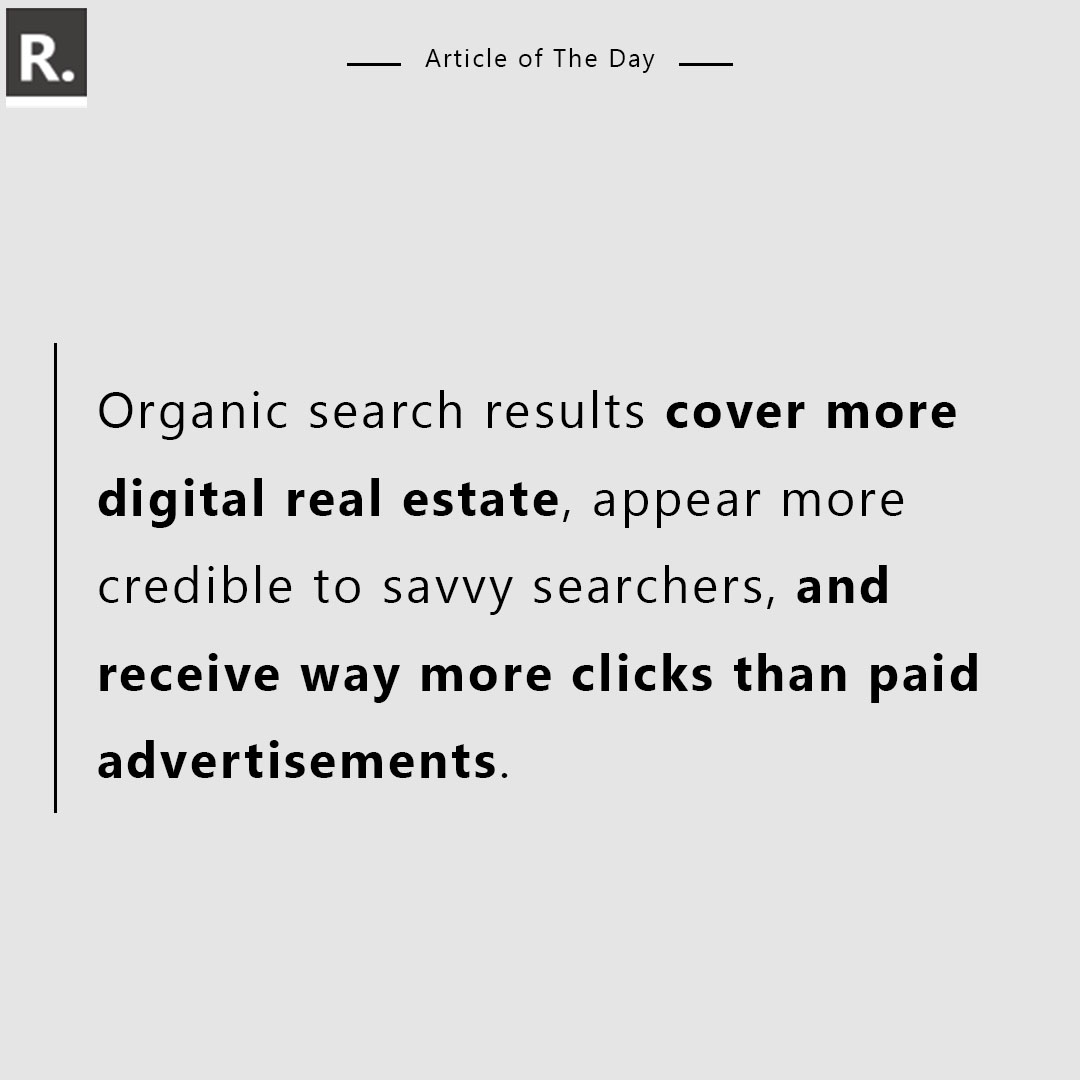 R.
Article of The Day
Organic search results cover more
digital real estate, appear more
credible to savvy searchers, and
receive way more clicks than paid
advertisements.